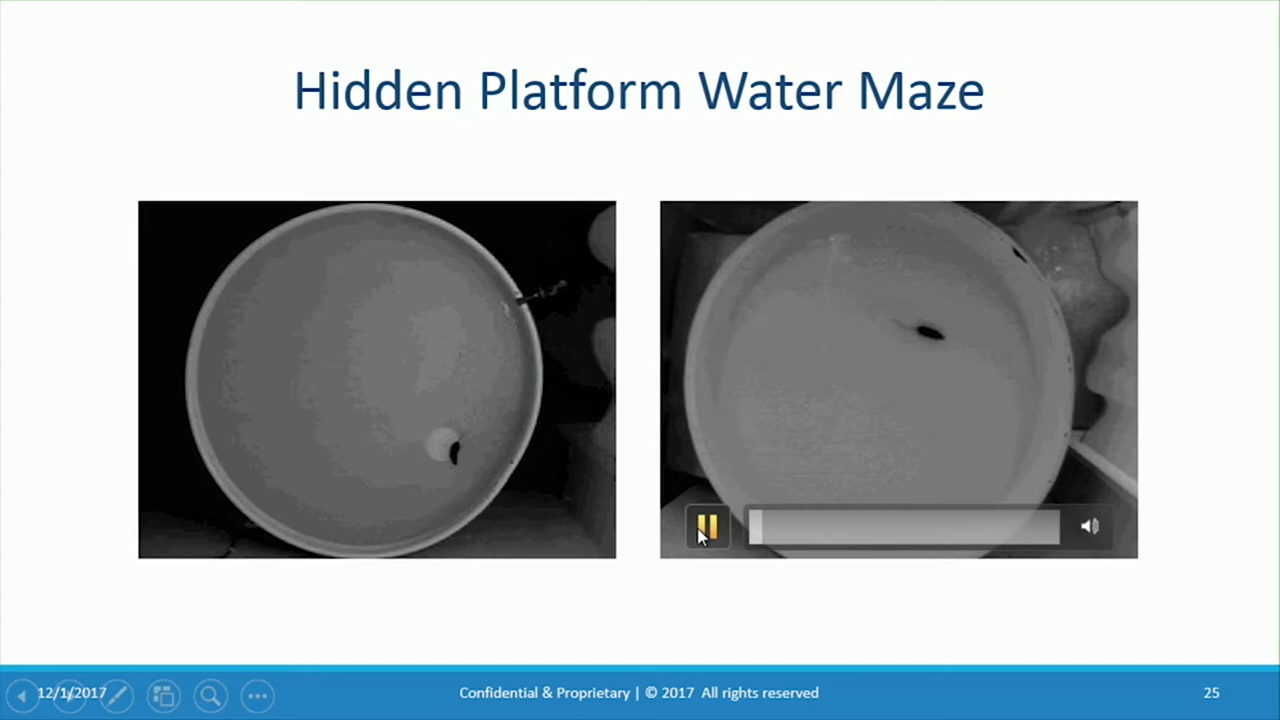 Hidden Platform Water Maze
12/1/2017
Confidential & Proprietary | © 2017 All rights reserved
25